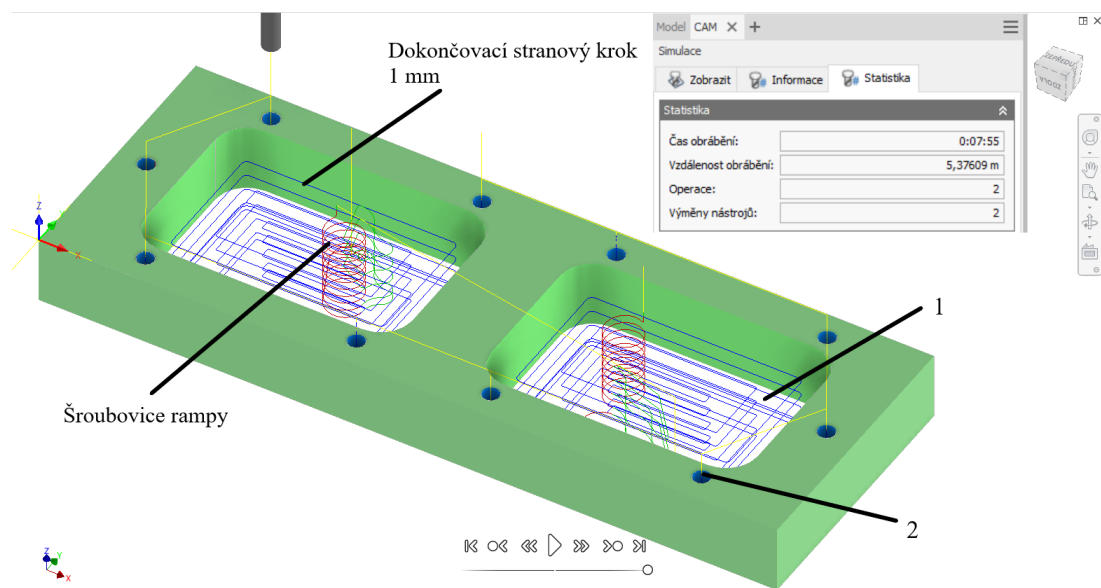 Model CAM
Simulace
Zobrazit Informace Statistika
Statistika
Čas obrábění: 0:07:55
Vzdálenost obrábění: 5,37609 m
Operace: 2
Výměny nástrojů: 2
Dokončovací stranový krok
1 mm
Z
Y
X
1
Šroubovice rampy
2
Z
Y
X